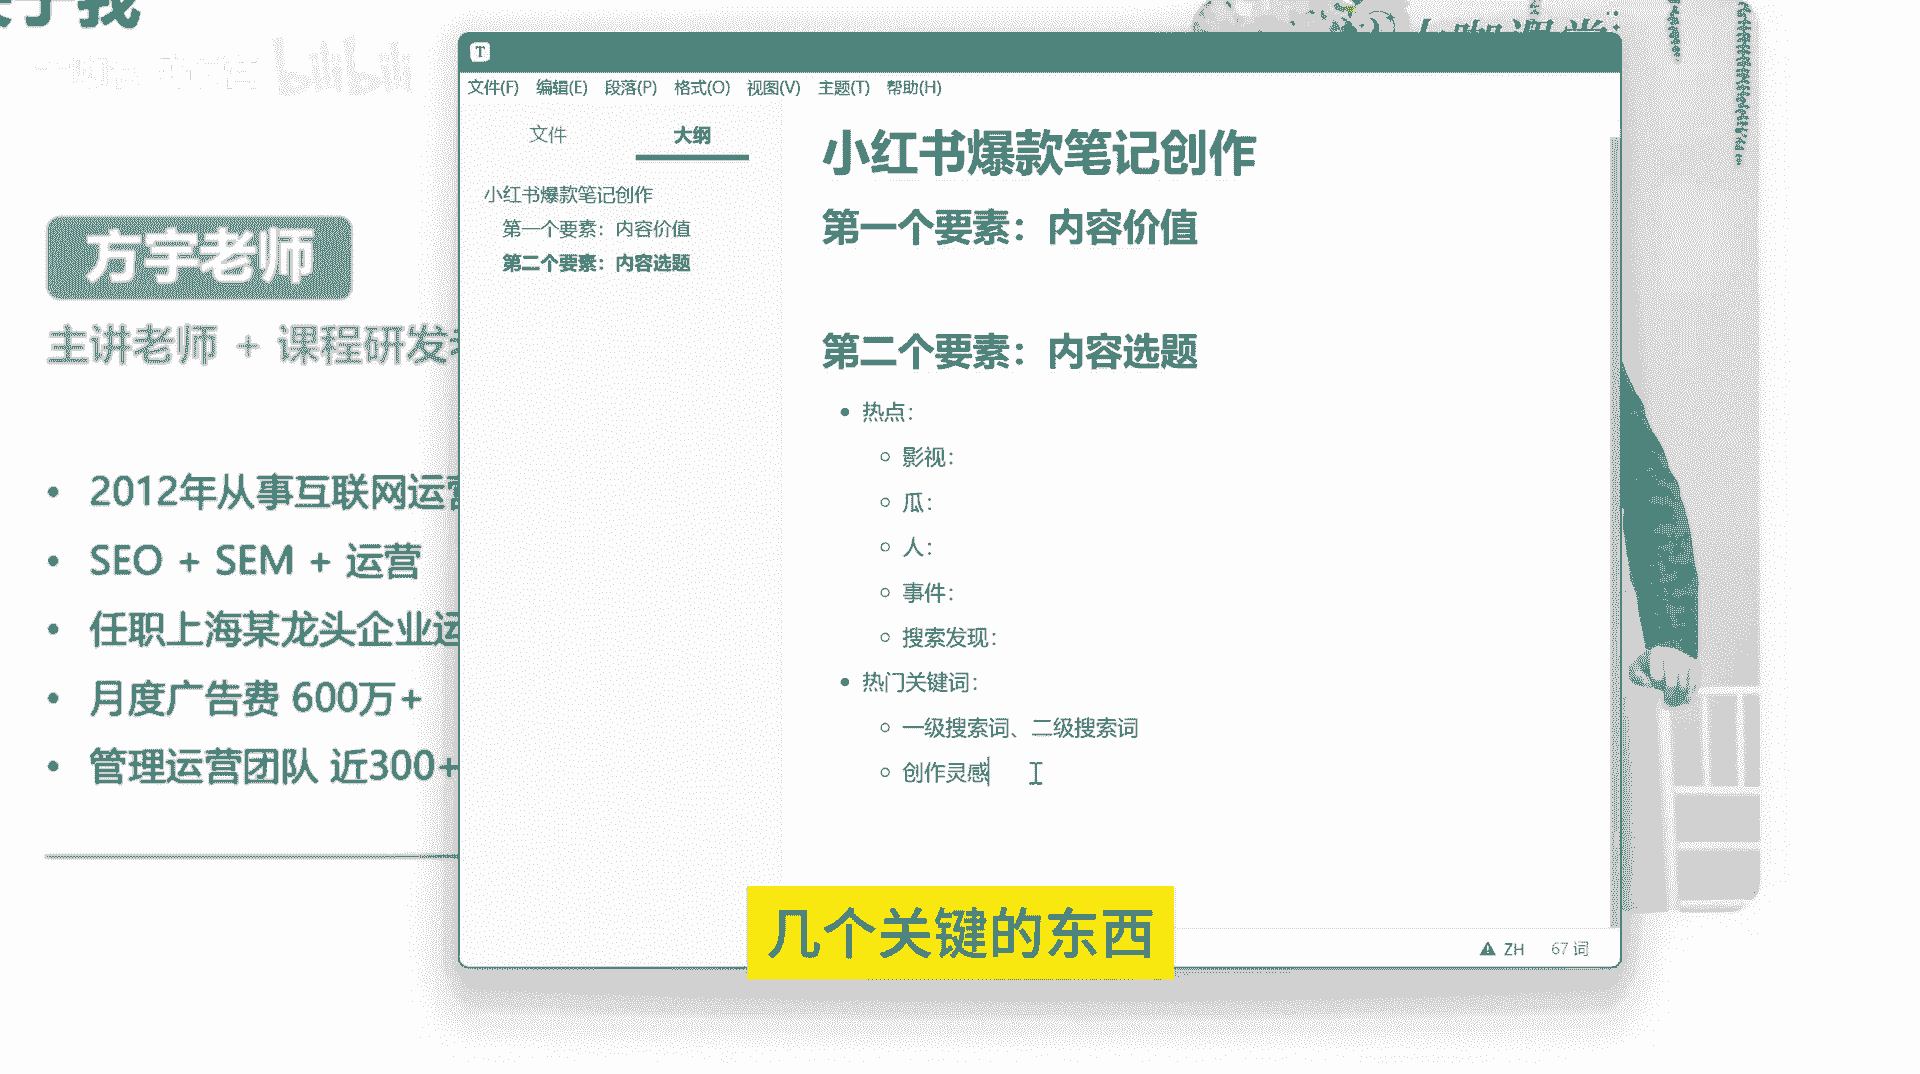 关于我
bilibili
方宇老师
主讲老师 + 课程研发
2012年从事互联网运营
SEO + SEM + 运营
任职上海某龙头企业运
月度广告费 600万+
管理运营团队 近300+
T
文件(F) 编辑(E) 段落(P) 格式(O) 视图(V) 主题(T) 帮助(H)
文件 大纲
小红书爆款笔记创作
第一个要素：内容价值
第二个要素：内容选题
小红书爆款笔记创作
第一个要素：内容价值
第二个要素：内容选题
热点：
影视：
瓜：
人：
事件：
搜索发现：
热门关键词：
一级搜索词、二级搜索词
创作灵感
ZH 67 词
几个关键的东西